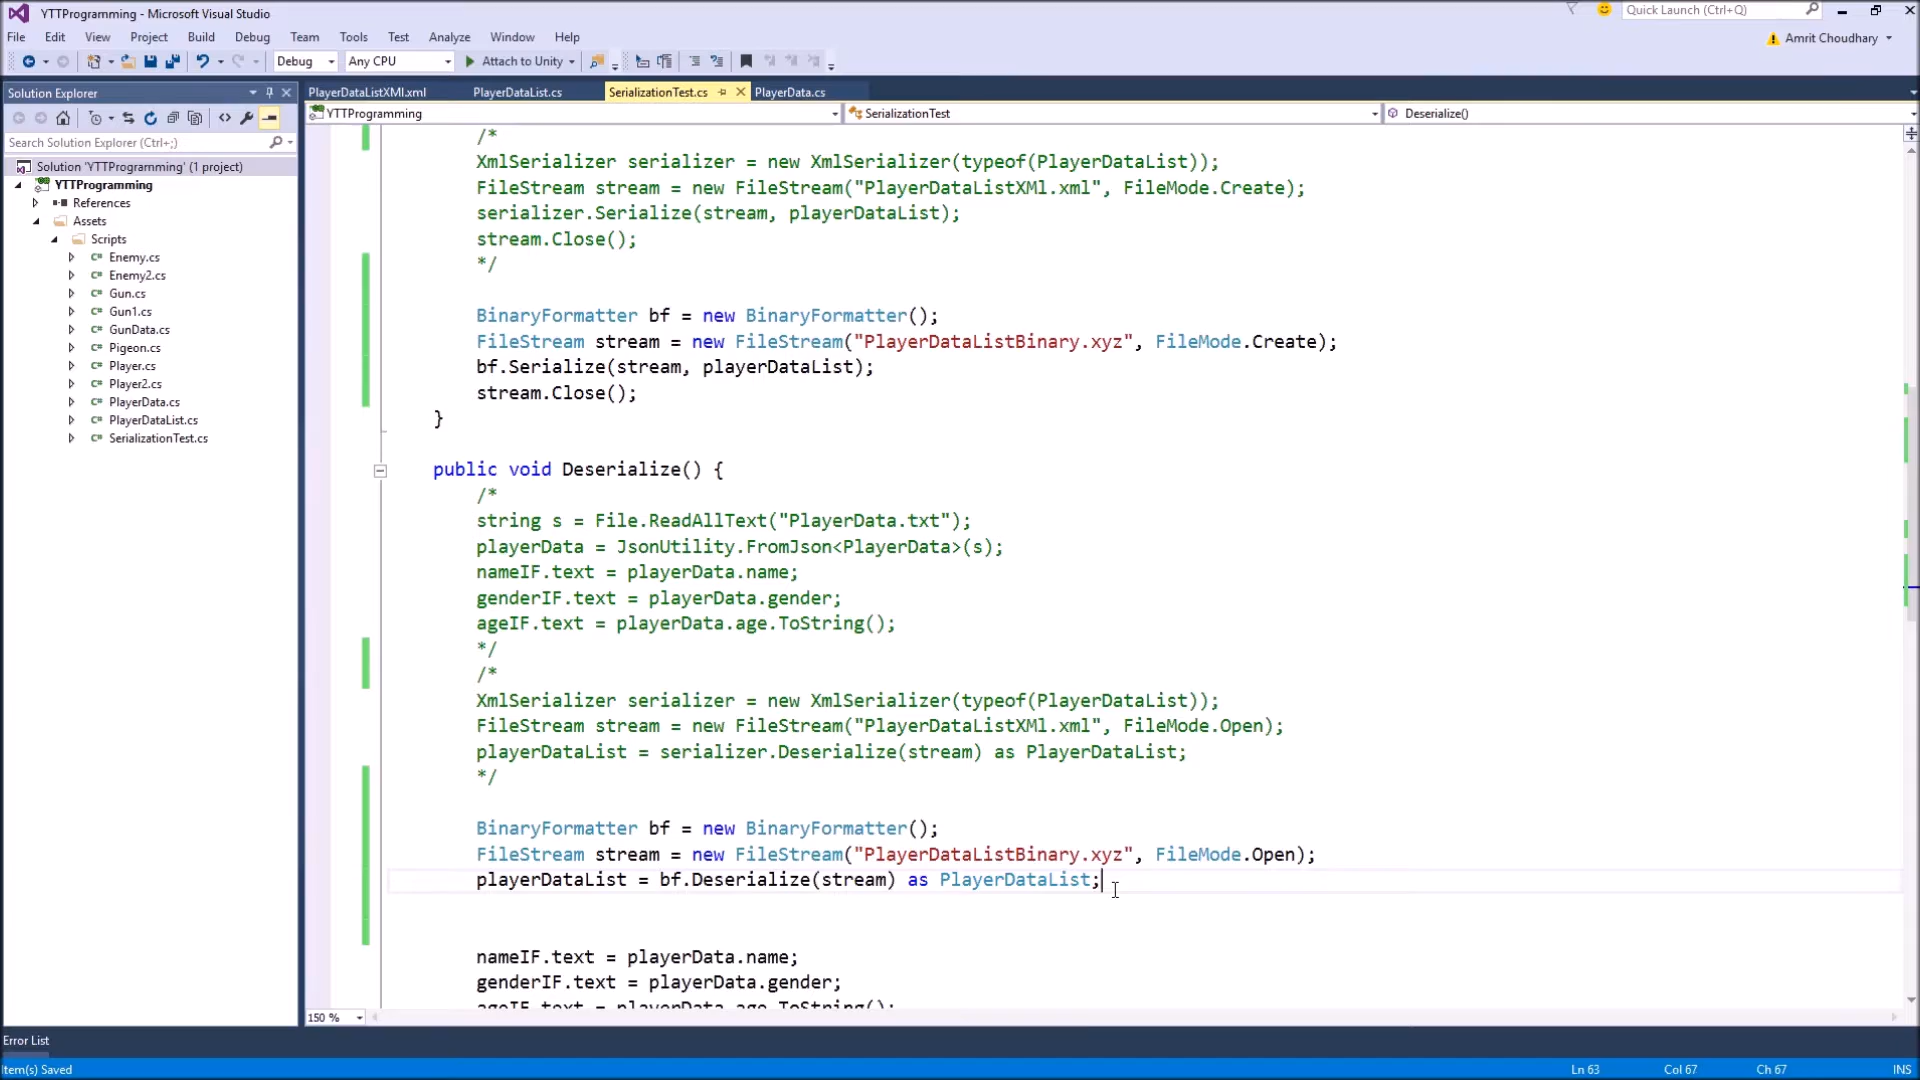 YTTProgramming - Microsoft Visual Studio
Quick Launch (Ctrl+Q)
File Edit View Project Build Debug Team Tools Test Analyze Window Help
Amrit Choudhary
Debug Any CPU Attach to Unity
Solution Explorer
PlayerDataListXMl.xml PlayerDataList.cs SerializationTest.cs PlayerData.cs
YTTProgramming SerializationTest Deserialize()
Search Solution Explorer (Ctrl+;)
Solution 'YTTProgramming' (1 project)
YTTProgramming
References
Assets
Scripts
C# Enemy.cs
C# Enemy2.cs
C# Gun.cs
C# Gun1.cs
C# GunData.cs
C# Pigeon.cs
C# Player.cs
C# Player2.cs
C# PlayerData.cs
C# PlayerDataList.cs
C# SerializationTest.cs
/*
XmlSerializer serializer = new XmlSerializer(typeof(PlayerDataList));
FileStream stream = new FileStream("PlayerDataListXMl.xml", FileMode.Create);
serializer.Serialize(stream, playerDataList);
stream.Close();
*/
BinaryFormatter bf = new BinaryFormatter();
FileStream stream = new FileStream("PlayerDataListBinary.xyz", FileMode.Create);
bf.Serialize(stream, playerDataList);
stream.Close();
}
public void Deserialize() {
/*
string s = File.ReadAllText("PlayerData.txt");
playerData = JsonUtility.FromJson<PlayerData>(s);
nameIF.text = playerData.name;
genderIF.text = playerData.gender;
ageIF.text = playerData.age.ToString();
*/
/*
XmlSerializer serializer = new XmlSerializer(typeof(PlayerDataList));
FileStream stream = new FileStream("PlayerDataListXMl.xml", FileMode.Open);
playerDataList = serializer.Deserialize(stream) as PlayerDataList;
*/
BinaryFormatter bf = new BinaryFormatter();
FileStream stream = new FileStream("PlayerDataListBinary.xyz", FileMode.Open);
playerDataList = bf.Deserialize(stream) as PlayerDataList;
nameIF.text = playerData.name;
genderIF.text = playerData.gender;
ageIF.text = playerData.age.ToString();
150 %
Error List
Item(s) Saved
Ln 63 Col 67 Ch 67 INS